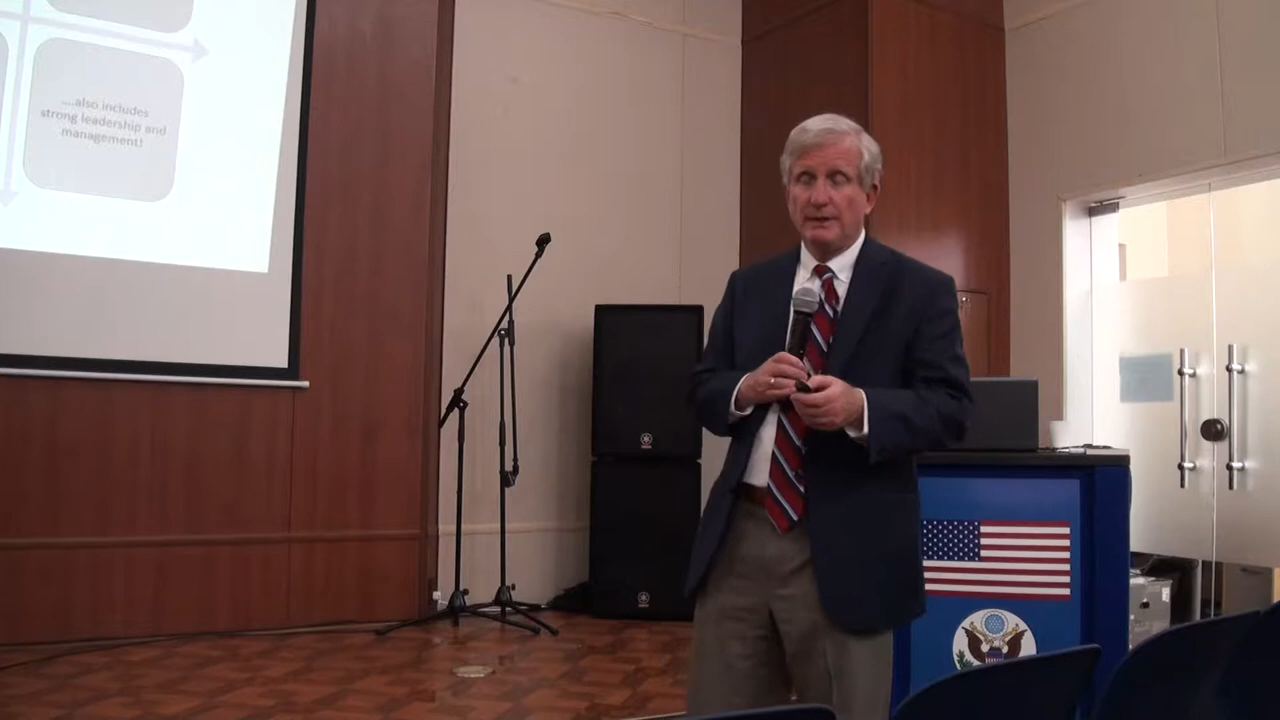 ....also includes
strong leadership and
management!